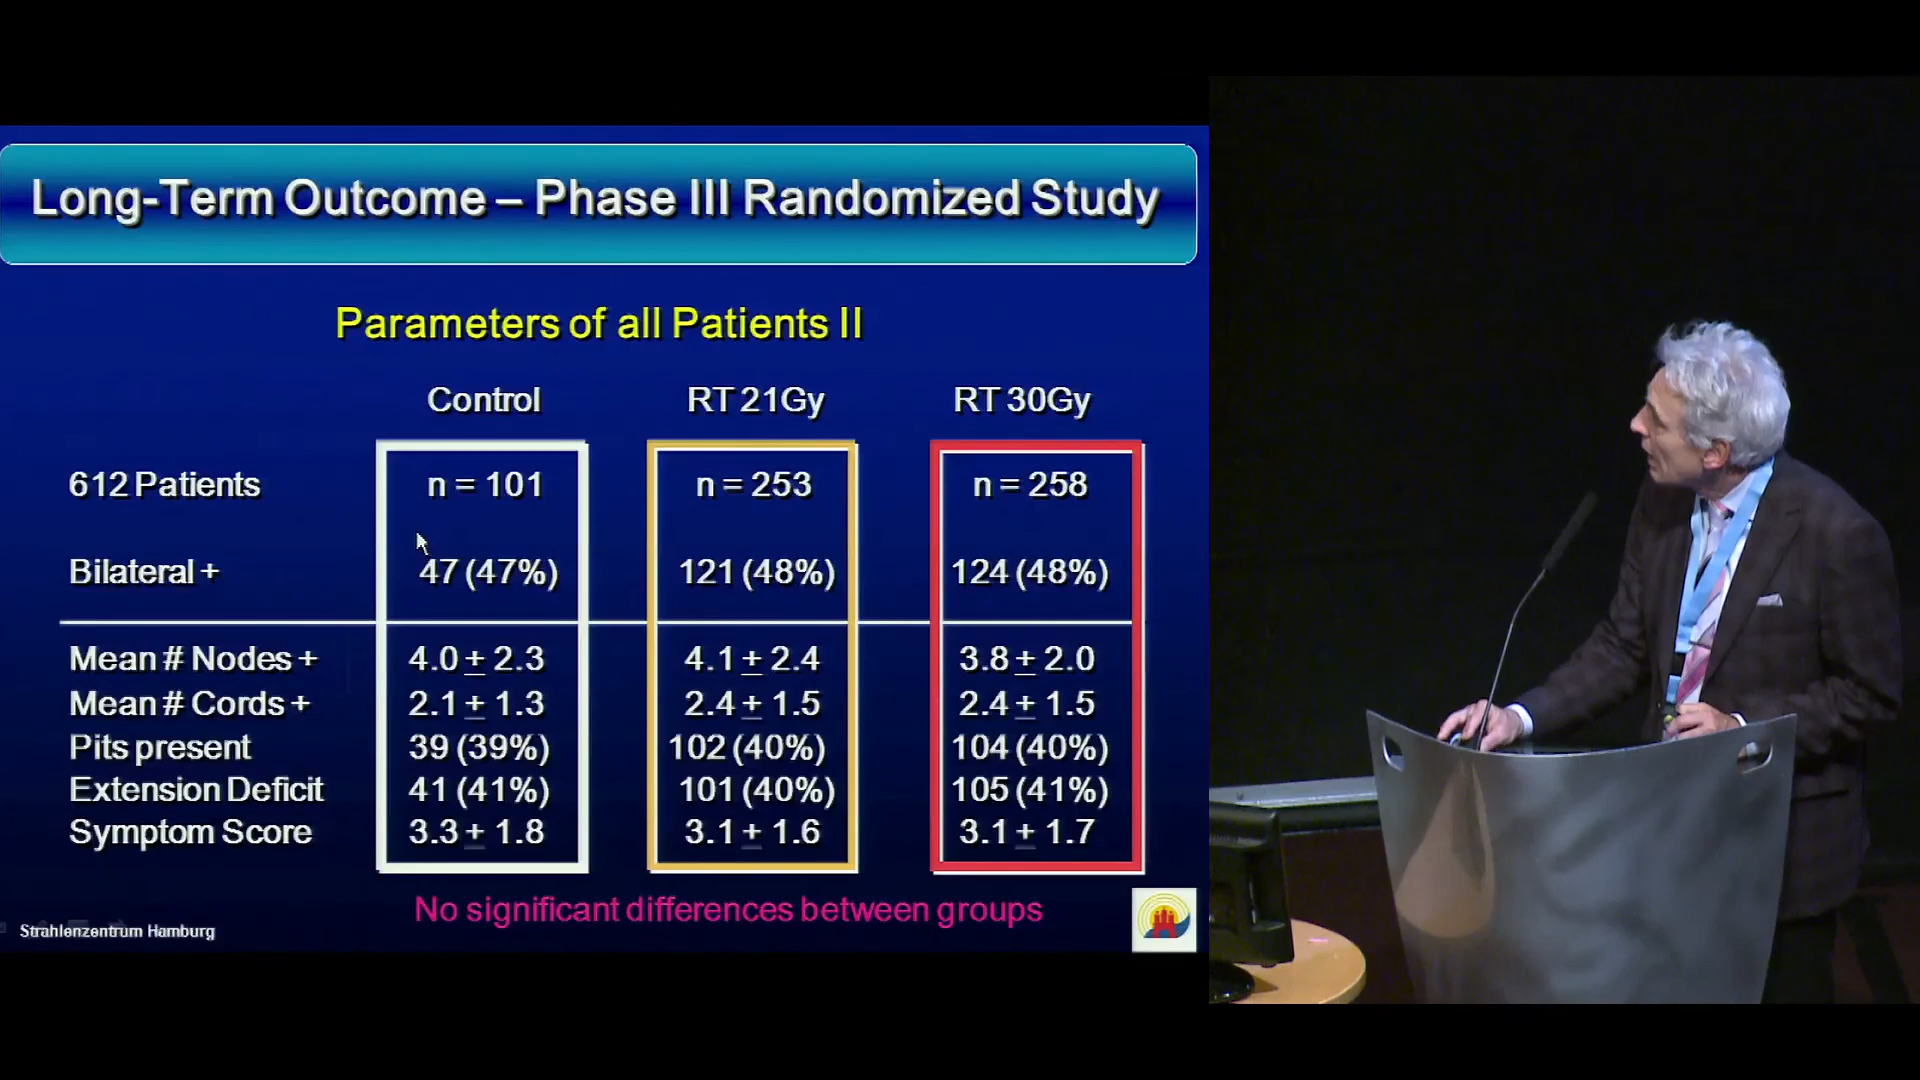 Long-Term Outcome – Phase III Randomized Study
Parameters of all Patients II
Control RT 21Gy RT 30Gy
612 Patients n = 101 n = 253 n = 258
Bilateral + 47 (47%) 121 (48%) 124 (48%)
Mean # Nodes + 4.0 ± 2.3 4.1 ± 2.4 3.8 ± 2.0
Mean # Cords + 2.1 ± 1.3 2.4 ± 1.5 2.4 ± 1.5
Pits present 39 (39%) 102 (40%) 104 (40%)
Extension Deficit 41 (41%) 101 (40%) 105 (41%)
Symptom Score 3.3 ± 1.8 3.1 ± 1.6 3.1 ± 1.7
No significant differences between groups
Strahlenzentrum Hamburg